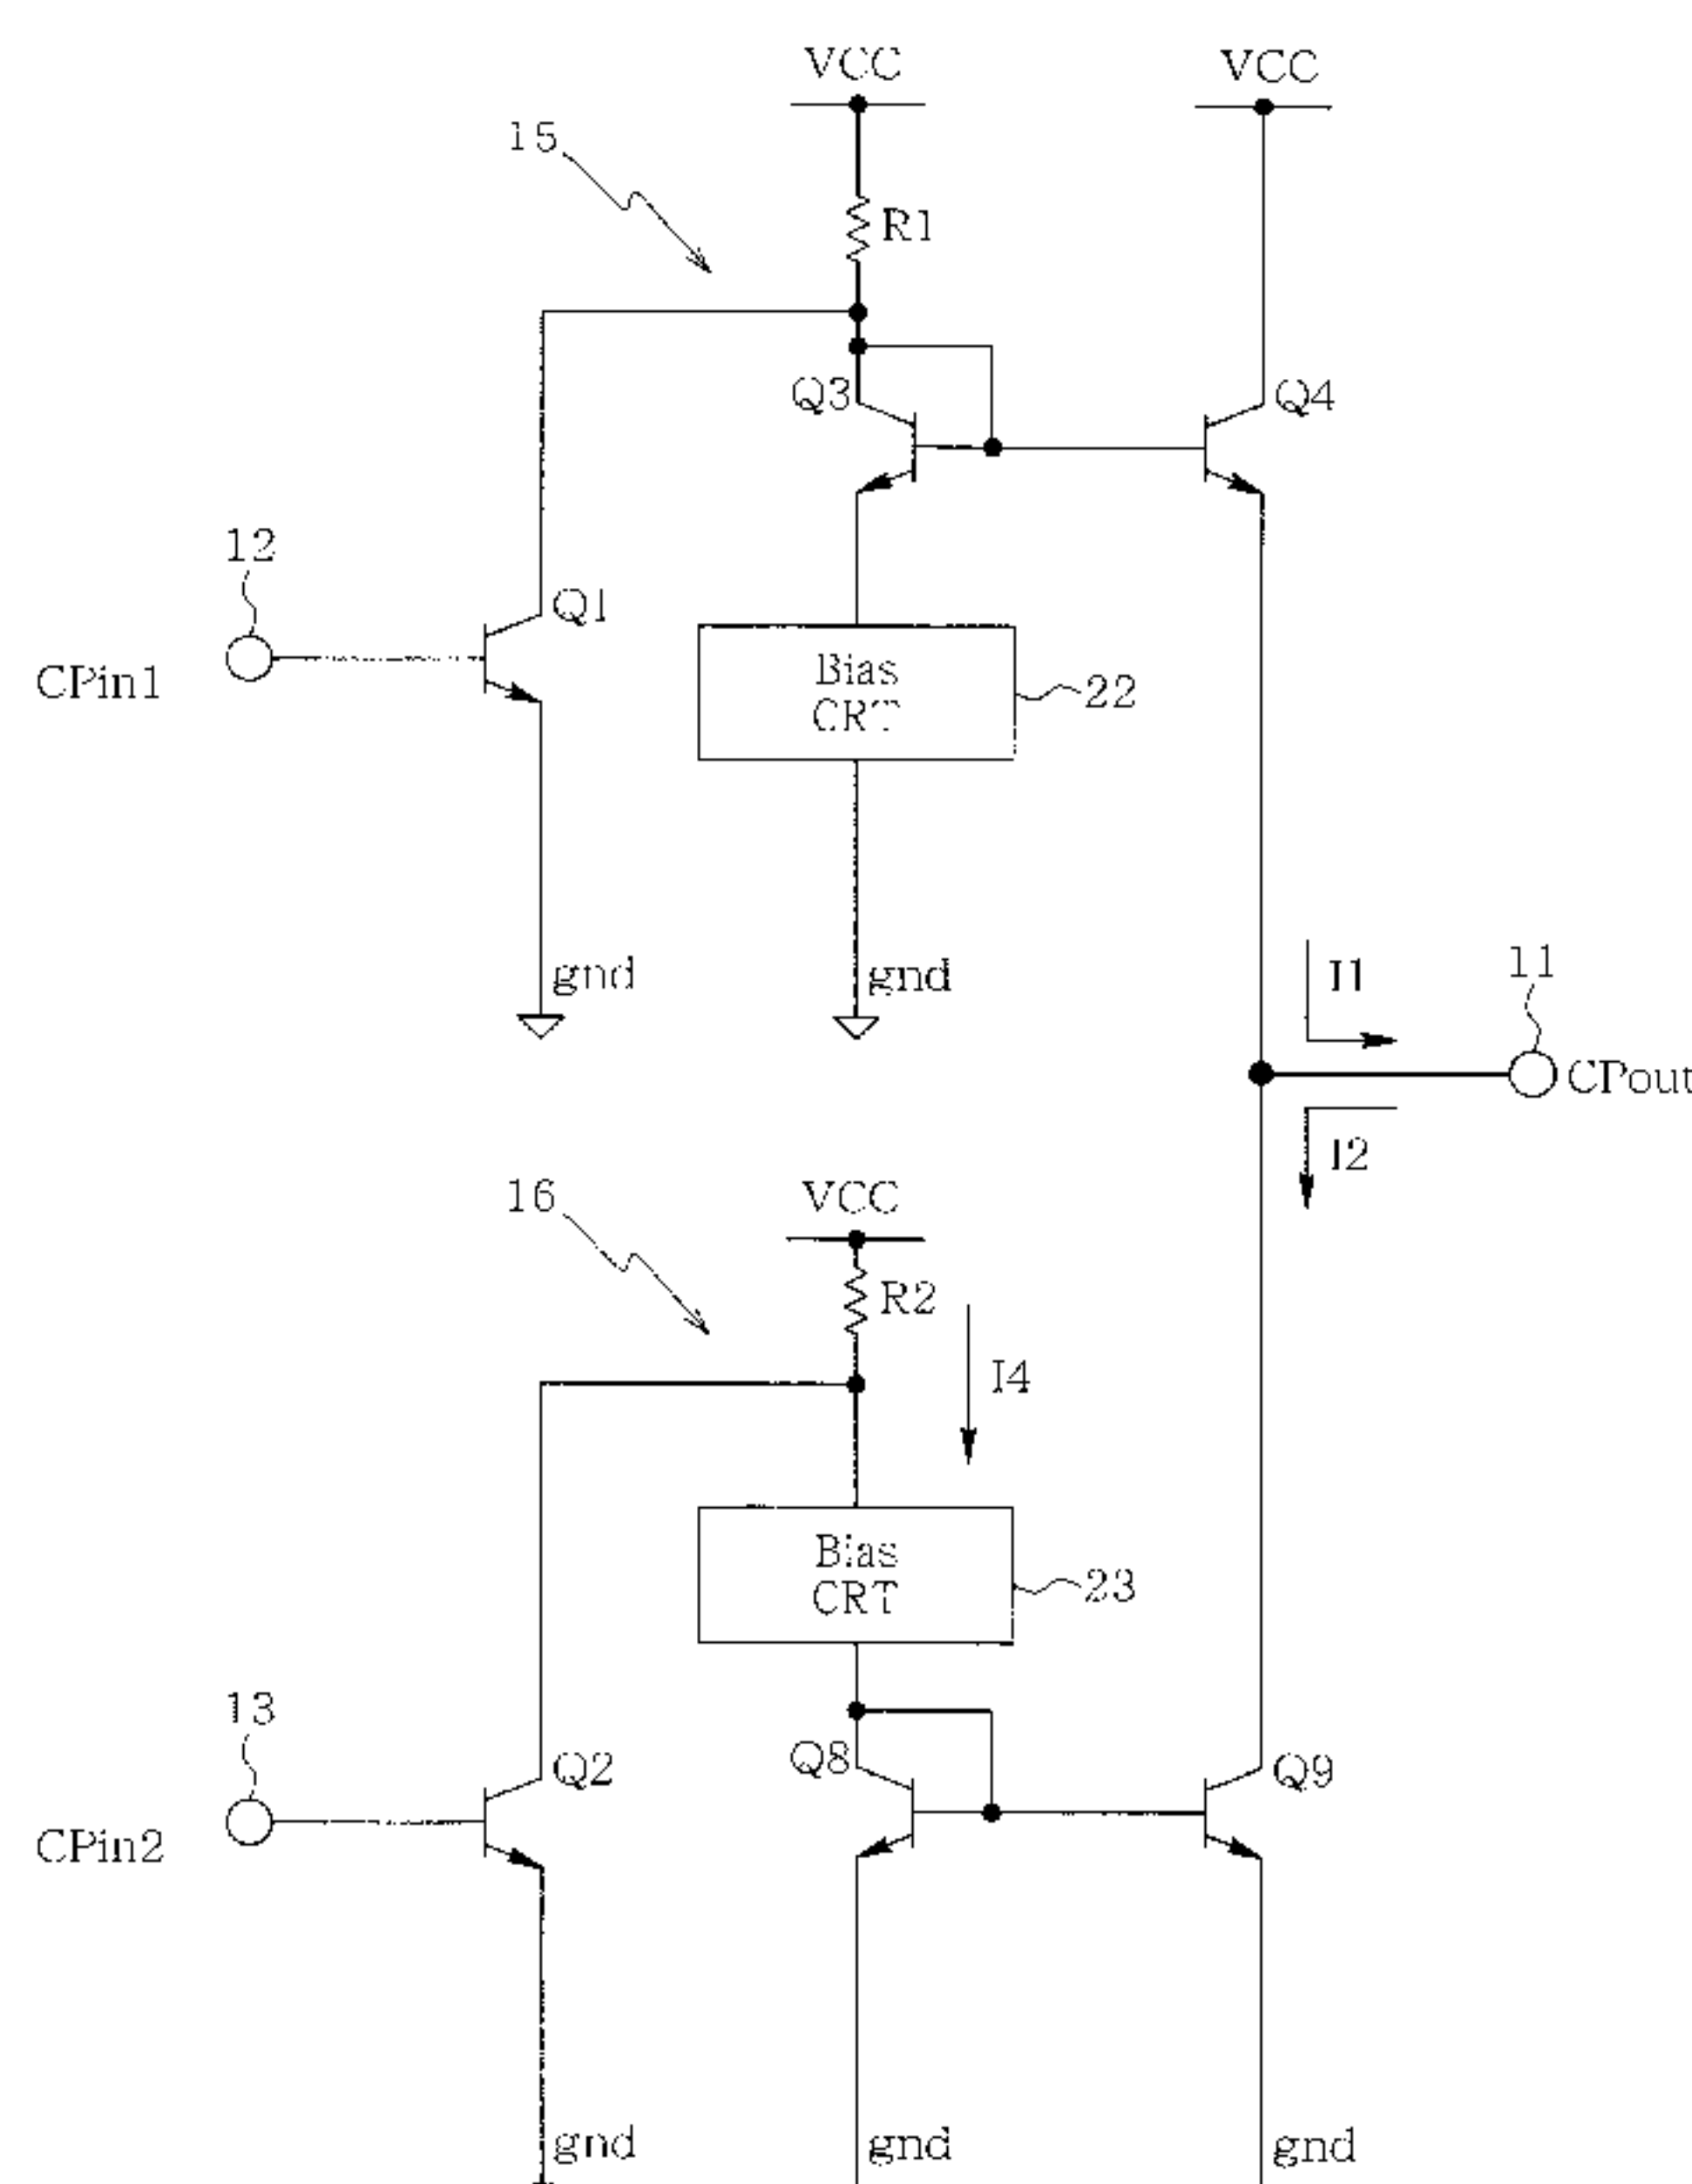 VCC
VCC
15
R1
Q3
Q4
12
Q1
CPin1
Bias
CRT
22
gnd
gnd
I1
11
CPout
I2
16
VCC
R2
I4
Bias
CRT
23
13
Q2
Q8
Q9
CPin2
gnd
gnd
gnd